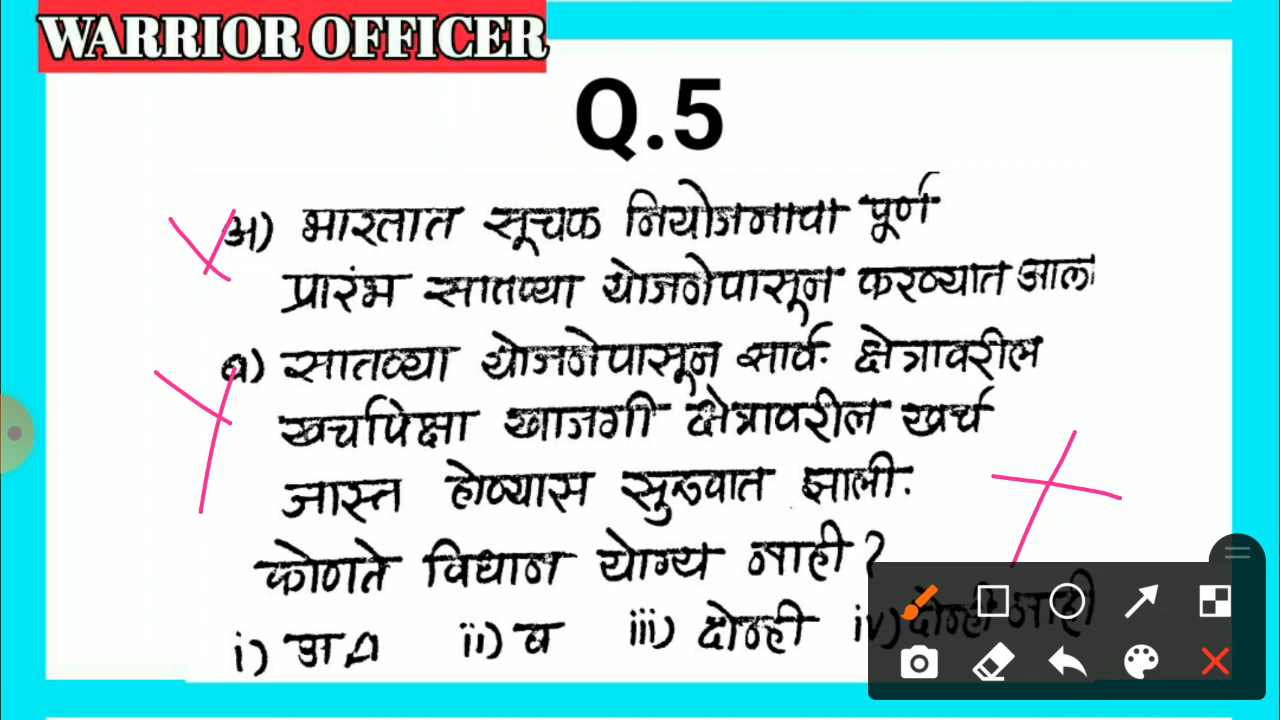 WARRIOR OFFICER
Q.5
अ) भारतात सूचक नियोजनाचा पूर्ण
प्रारंभ सातव्या योजनेपासून करण्यात आला
ब) सातव्या योजनेपासून सार्व. क्षेत्रावरील
खर्चापेक्षा खाजगी क्षेत्रावरील खर्च
जास्त होण्यास सुरुवात झाली.
कोणते विधान योग्य नाही ?
i) अ ii) ब iii) दोन्ही iv) दोन्ही नाही